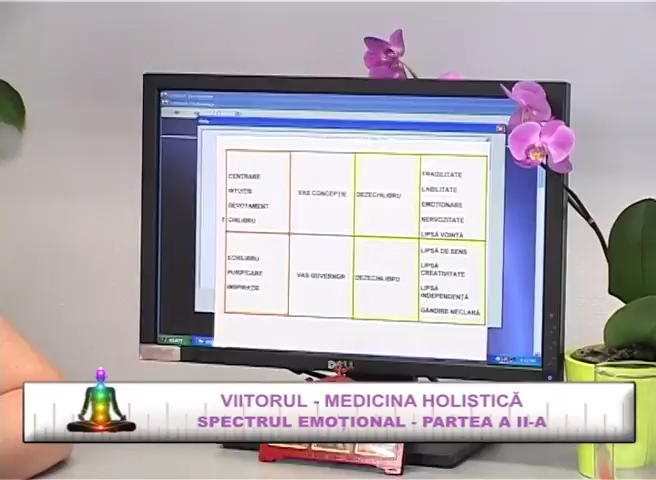 CENTRARE
INTUIȚIE
DEVOTAMENT
ECHILIBRU
VAS CONCEPȚIE
DEZECHILIBRU
FRAGILITATE
LABILITATE
EMOȚIONARE
NERVOZITATE
LIPSĂ VOINȚĂ
ECHILIBRU
PURIFICARE
INSPIRAȚIE
VAS GUVERNOR
DEZECHILIBRU
LIPSĂ DE SENS
LIPSĂ
CREATIVITATE
LIPSĂ
INDEPENDENȚĂ
GÂNDIRE NECLARĂ
DELL
VIITORUL - MEDICINA HOLISTICĂ
SPECTRUL EMOȚIONAL - PARTEA A II-A